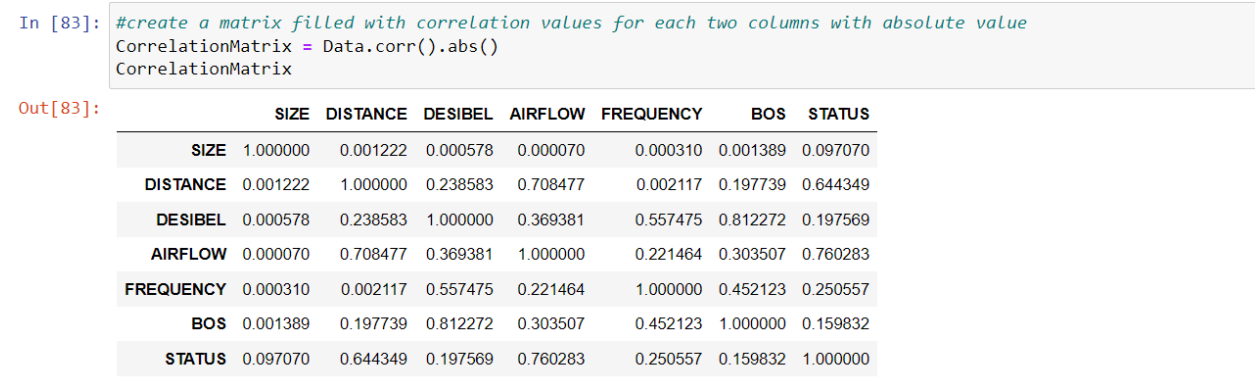 In [83]: #create a matrix filled with correlation values for each two columns with absolute value
CorrelationMatrix = Data.corr().abs()
CorrelationMatrix
Out[83]:
SIZE DISTANCE DESIBEL AIRFLOW FREQUENCY BOS STATUS
SIZE 1.000000 0.001222 0.000578 0.000070 0.000310 0.001389 0.097070
DISTANCE 0.001222 1.000000 0.238583 0.708477 0.002117 0.197739 0.644349
DESIBEL 0.000578 0.238583 1.000000 0.369381 0.557475 0.812272 0.197569
AIRFLOW 0.000070 0.708477 0.369381 1.000000 0.221464 0.303507 0.760283
FREQUENCY 0.000310 0.002117 0.557475 0.221464 1.000000 0.452123 0.250557
BOS 0.001389 0.197739 0.812272 0.303507 0.452123 1.000000 0.159832
STATUS 0.097070 0.644349 0.197569 0.760283 0.250557 0.159832 1.000000